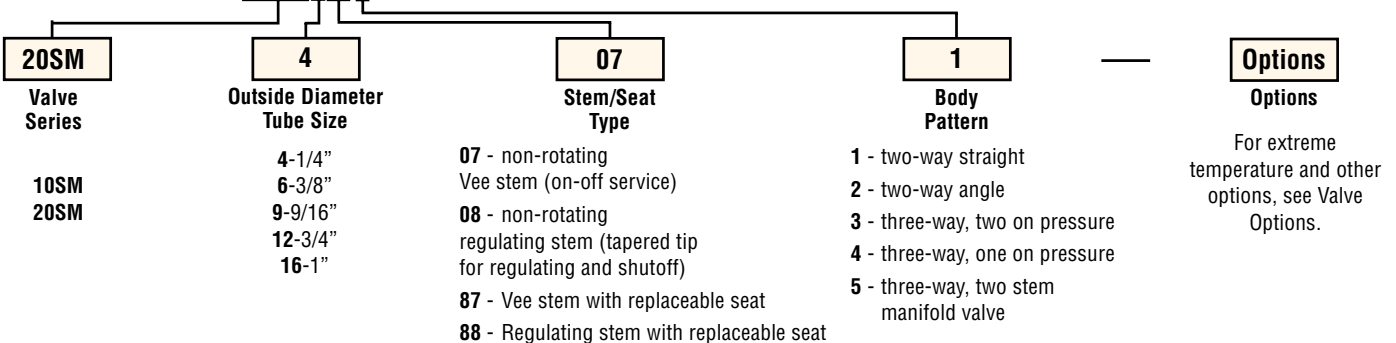 20SM
Valve
Series
10SM
20SM
4
Outside Diameter
Tube Size
4-1/4”
6-3/8”
9-9/16”
12-3/4”
16-1”
07
Stem/Seat
Type
07 - non-rotating
Vee stem (on-off service)
08 - non-rotating
regulating stem (tapered tip
for regulating and shutoff)
87 - Vee stem with replaceable seat
88 - Regulating stem with replaceable seat
1
Body
Pattern
1 - two-way straight
2 - two-way angle
3 - three-way, two on pressure
4 - three-way, one on pressure
5 - three-way, two stem
manifold valve
—
Options
Options
For extreme
temperature and other
options, see Valve
Options.